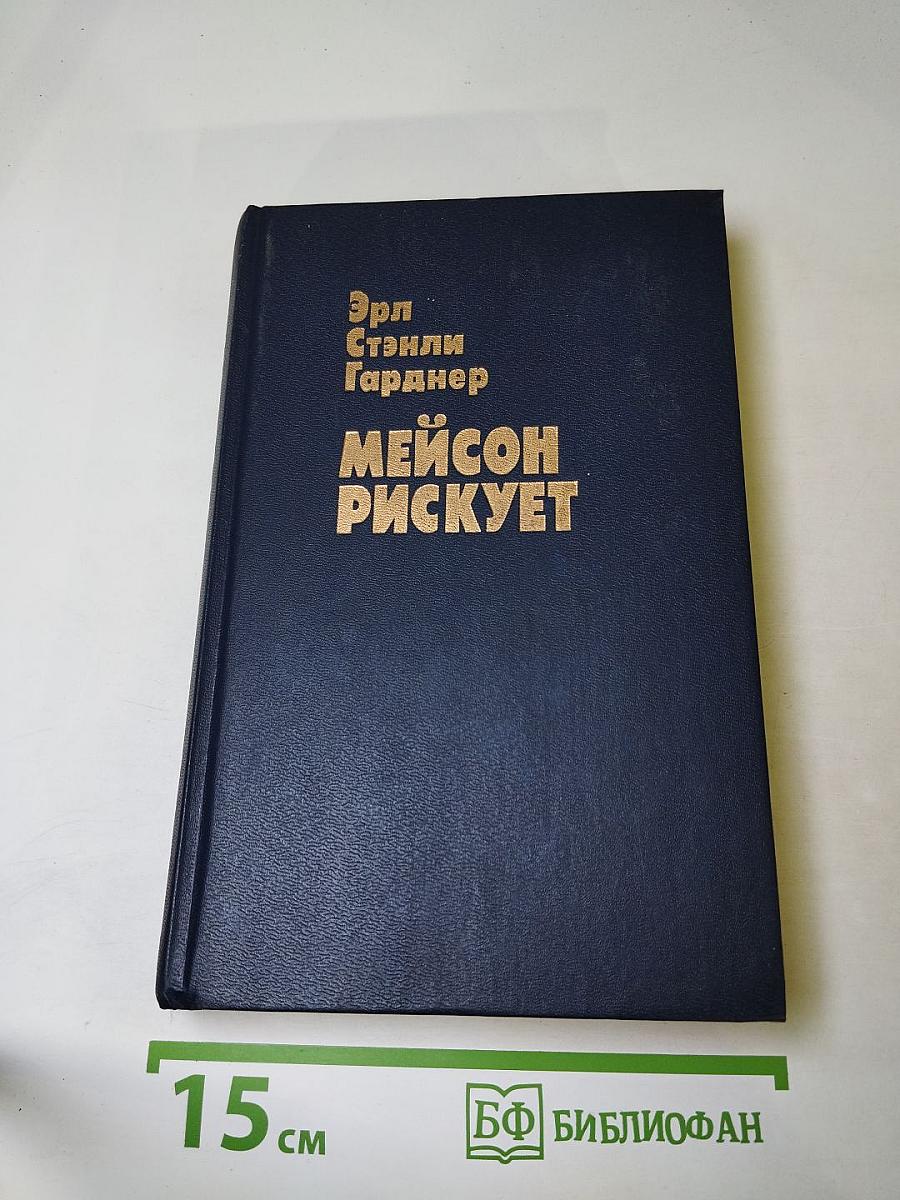 Эрл
Стэнли
Гарднер
МЕЙСОН
РИСКУЕТ
15 см
БФ БИБЛИОФАН